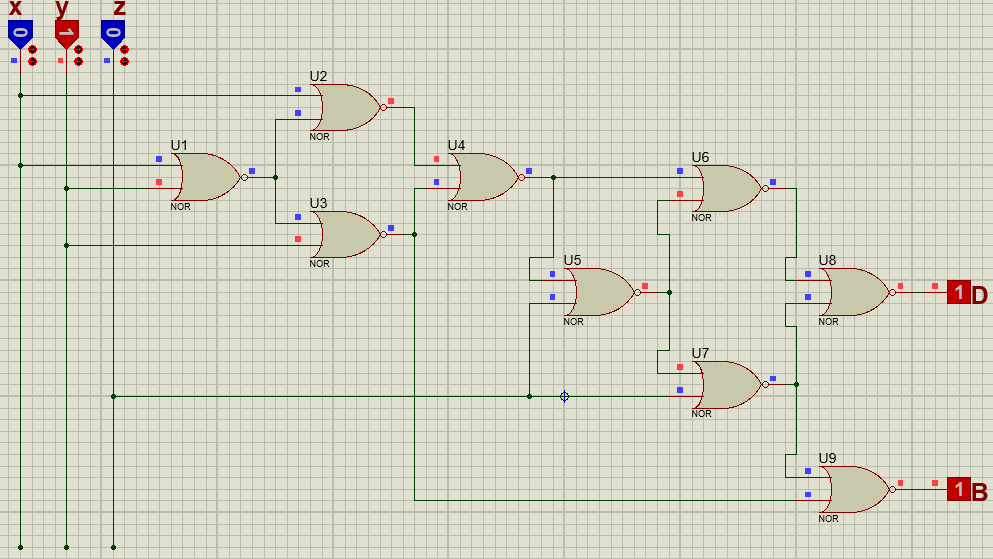 x y z
0 1 0
U2
NOR
U1
NOR
U4
NOR
U6
NOR
U3
NOR
U5
NOR
U8
NOR
1 D
U7
NOR
U9
NOR
1 B